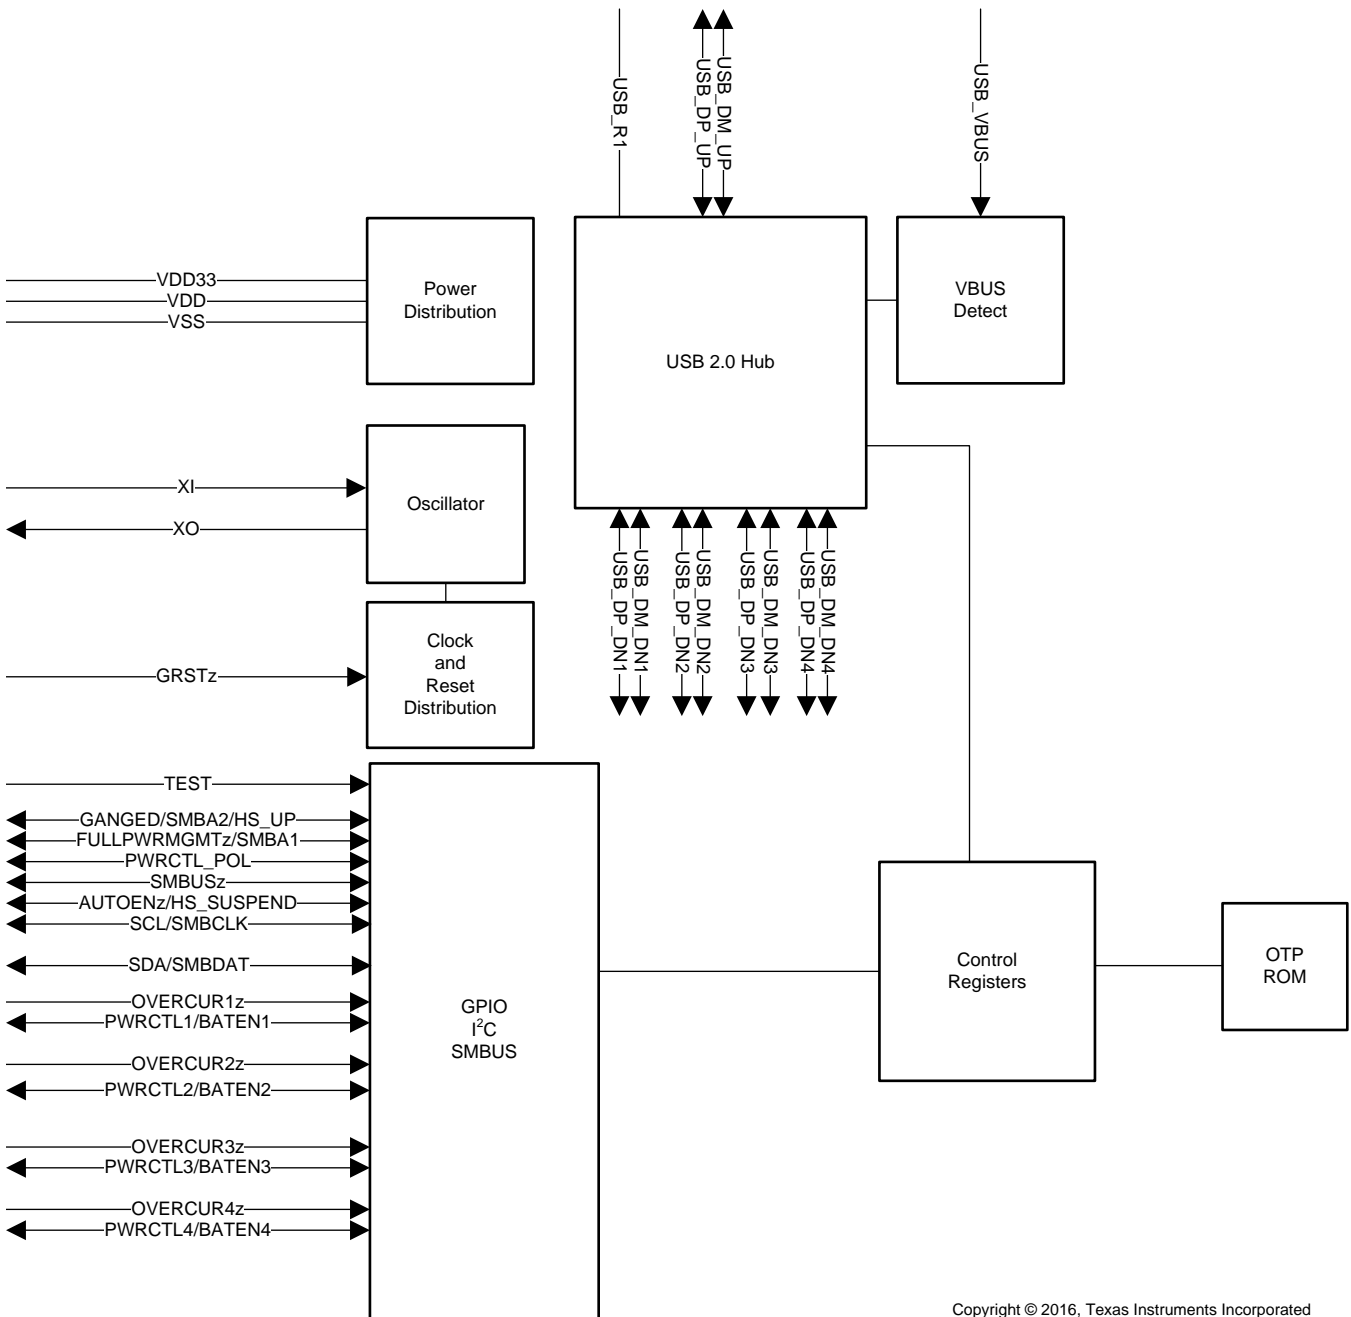 USB_R1
USB_DP_UP
USB_DM_UP
USB_VBUS
VDD33
VDD
VSS
Power
Distribution
USB 2.0 Hub
VBUS
Detect
XI
XO
Oscillator
GRSTz
Clock
and
Reset
Distribution
USB_DP_DN1
USB_DM_DN1
USB_DP_DN2
USB_DM_DN2
USB_DP_DN3
USB_DM_DN3
USB_DP_DN4
USB_DM_DN4
TEST
GANGED/SMBA2/HS_UP
FULLPWRMGMTz/SMBA1
PWRCTL_POL
SMBUSz
AUTOENz/HS_SUSPEND
SCL/SMBCLK
SDA/SMBDAT
OVERCUR1z
PWRCTL1/BATEN1
OVERCUR2z
PWRCTL2/BATEN2
OVERCUR3z
PWRCTL3/BATEN3
OVERCUR4z
PWRCTL4/BATEN4
GPIO
I²C
SMBUS
Control
Registers
OTP
ROM
Copyright © 2016, Texas Instruments Incorporated